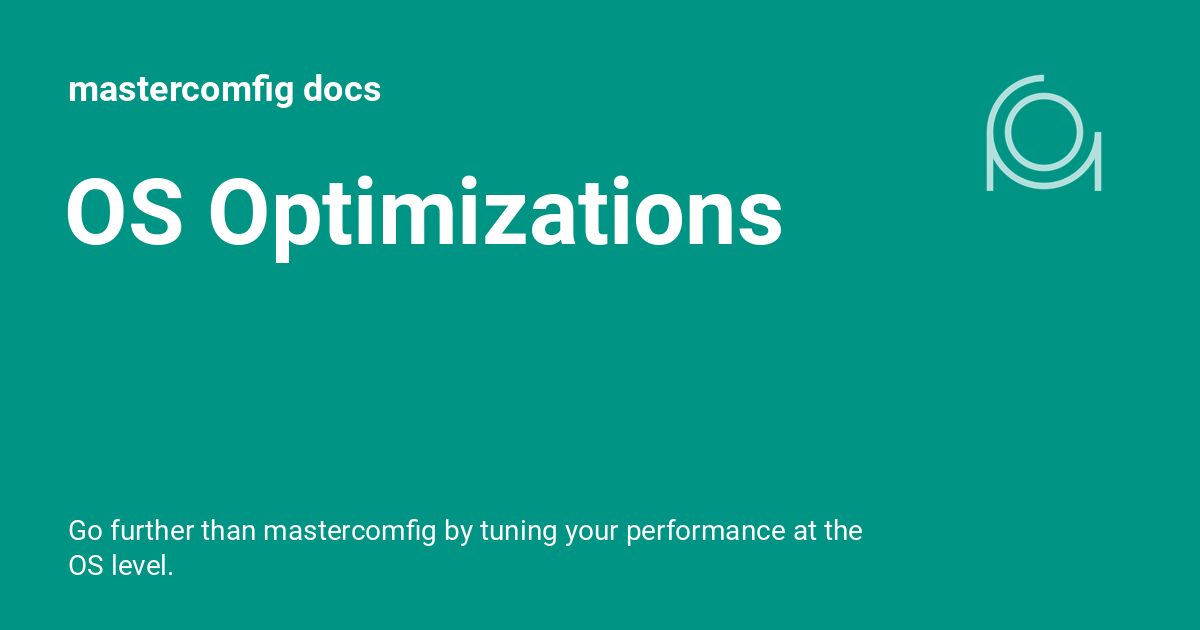 mastercomfig docs
OS Optimizations
Go further than mastercomfig by tuning your performance at the
OS level.